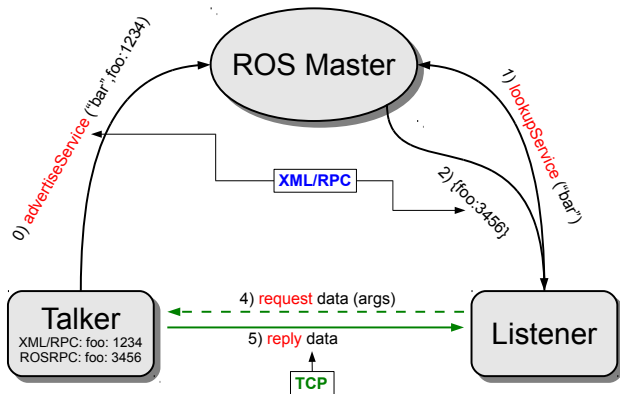 ROS Master
0) advertiseService ("bar",foo:1234)
1) lookupService ("bar")
XML/RPC
2) {foo:3456}
4) request data (args)
Talker
XML/RPC: foo: 1234
ROSRPC: foo: 3456
Listener
5) reply data
TCP